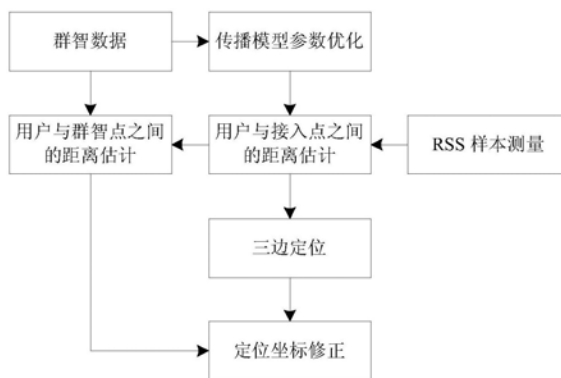 群智数据
传播模型参数优化
用户与群智点之间
的距离估计
用户与接入点之间
的距离估计
RSS 样本测量
三边定位
定位坐标修正